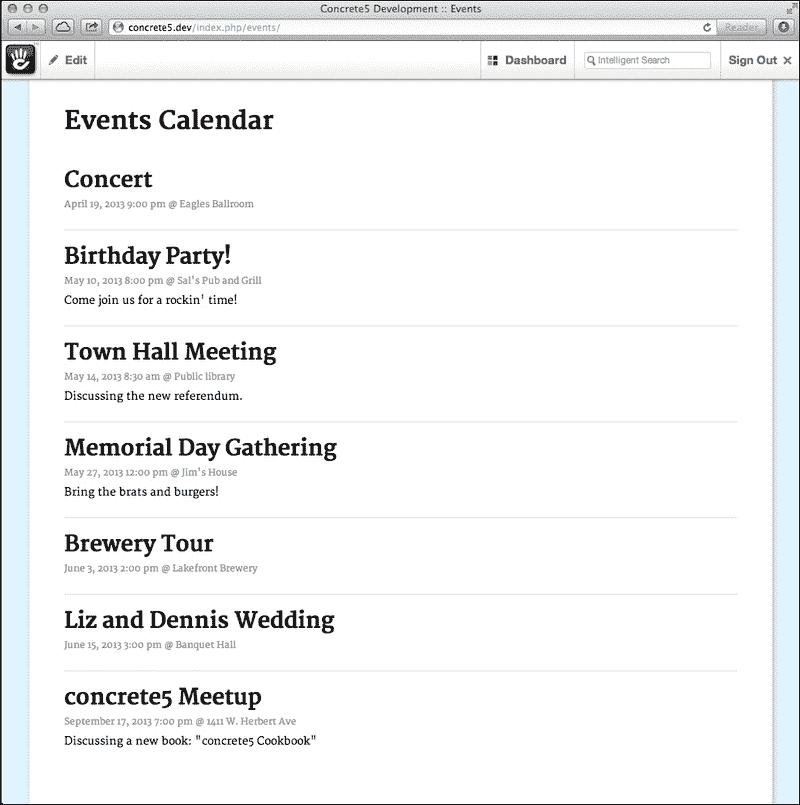 Concrete5 Development :: Events
concrete5.dev/index.php/events/
Reader
Edit
Dashboard
Intelligent Search
Sign Out
Events Calendar
Concert
April 19, 2013 9:00 pm @ Eagles Ballroom
Birthday Party!
May 10, 2013 8:00 pm @ Sal's Pub and Grill
Come join us for a rockin' time!
Town Hall Meeting
May 14, 2013 8:30 am @ Public library
Discussing the new referendum.
Memorial Day Gathering
May 27, 2013 12:00 pm @ Jim's House
Bring the brats and burgers!
Brewery Tour
June 3, 2013 2:00 pm @ Lakefront Brewery
Liz and Dennis Wedding
June 15, 2013 3:00 pm @ Banquet Hall
concrete5 Meetup
September 17, 2013 7:00 pm @ 1411 W. Herbert Ave
Discussing a new book: "concrete5 Cookbook"